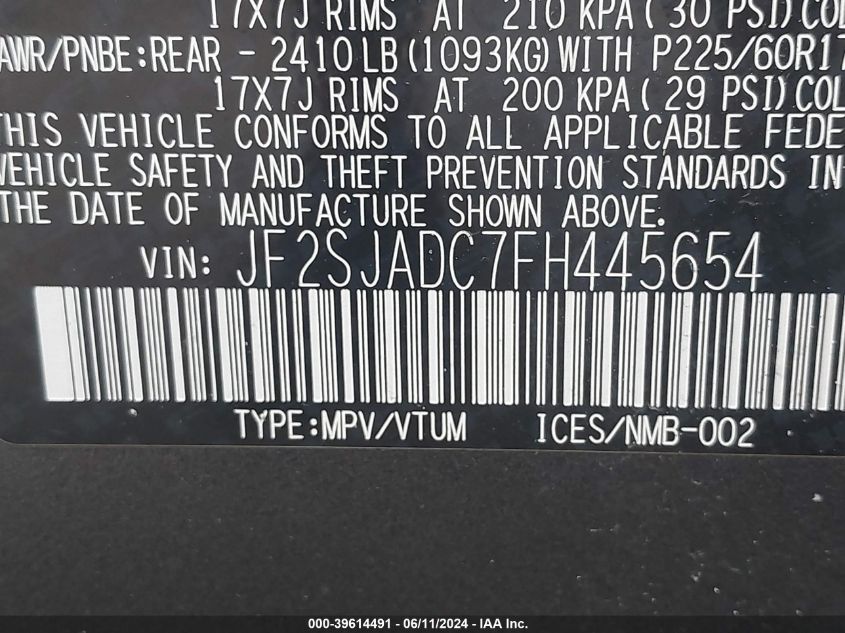 17X7J RIMS AT 210 KPA(30 PSI)COL
AWR/PNBE:REAR - 2410LB(1093KG)WITH P225/60R17
17X7J RIMS AT 200 KPA(29 PSI)COL
THIS VEHICLE CONFORMS TO ALL APPLICABLE FEDE
VEHICLE SAFETY AND THEFT PREVENTION STANDARDS IN
THE DATE OF MANUFACTURE SHOWN ABOVE.
VIN: JF2SJADC7FH445654
TYPE:MPV/VTUM ICES/NMB-002
000-39614491 - 06/11/2024 - IAA Inc.